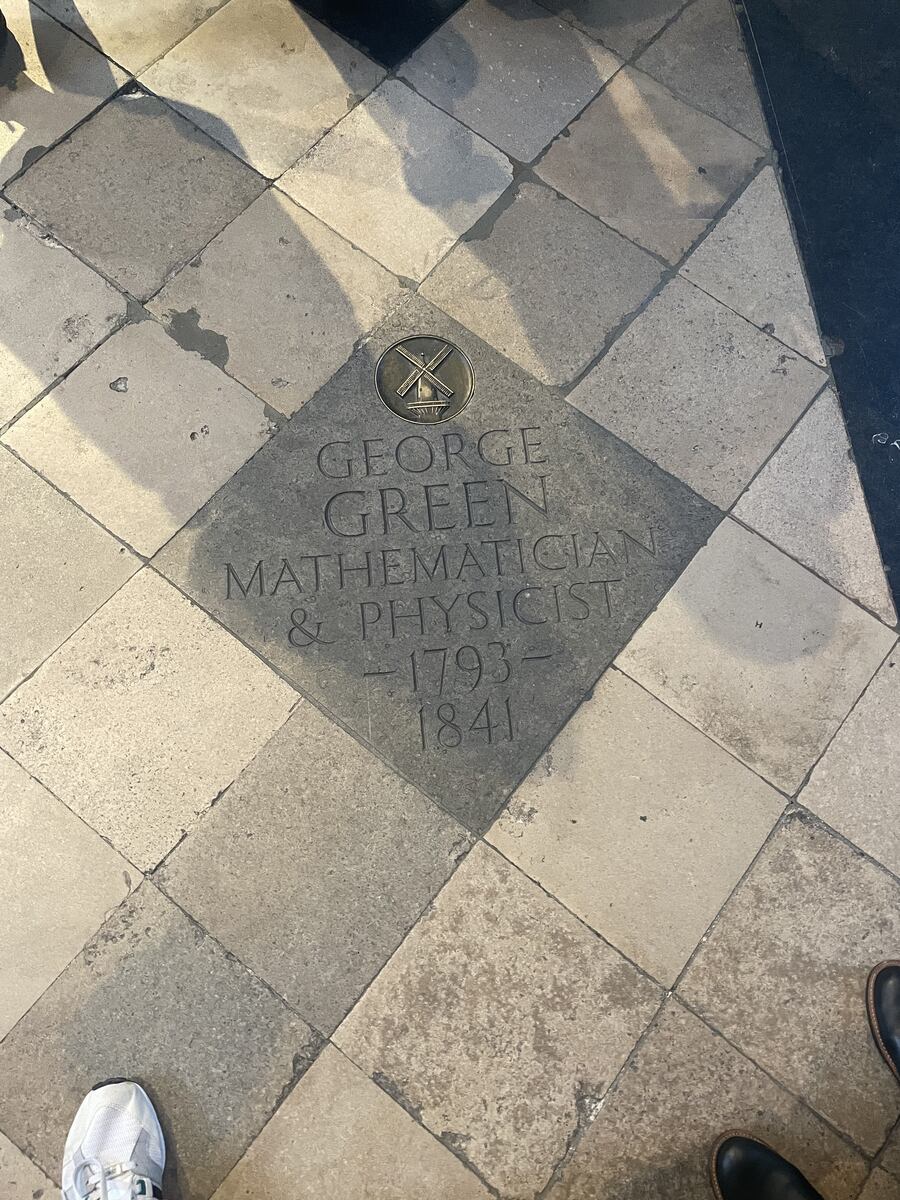 GEORGE
GREEN
MATHEMATICIAN
& PHYSICIST
–1793–
1841